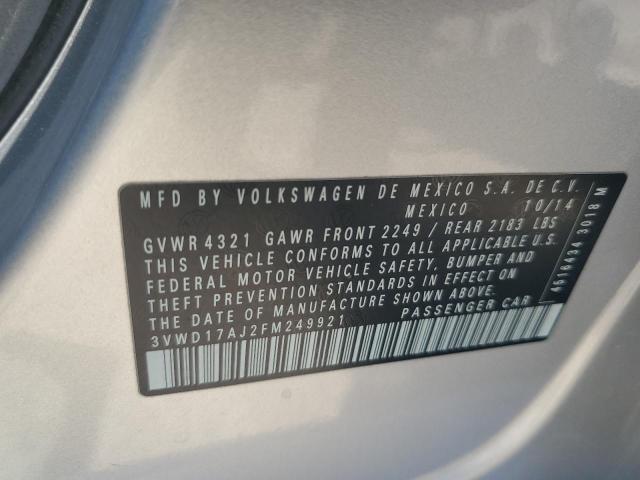 MFD BY VOLKSWAGEN DE MEXICO S.A. DE C.V.
MEXICO 10/14
GVWR 4321 GAWR FRONT 2249 / REAR 2183 LBS
THIS VEHICLE CONFORMS TO ALL APPLICABLE U.S.
FEDERAL MOTOR VEHICLE SAFETY, BUMPER AND
THEFT PREVENTION STANDARDS IN EFFECT ON
THE DATE OF MANUFACTURE SHOWN ABOVE.
3VWD17AJ2FM249921 PASSENGER CAR
4516434 3018 M